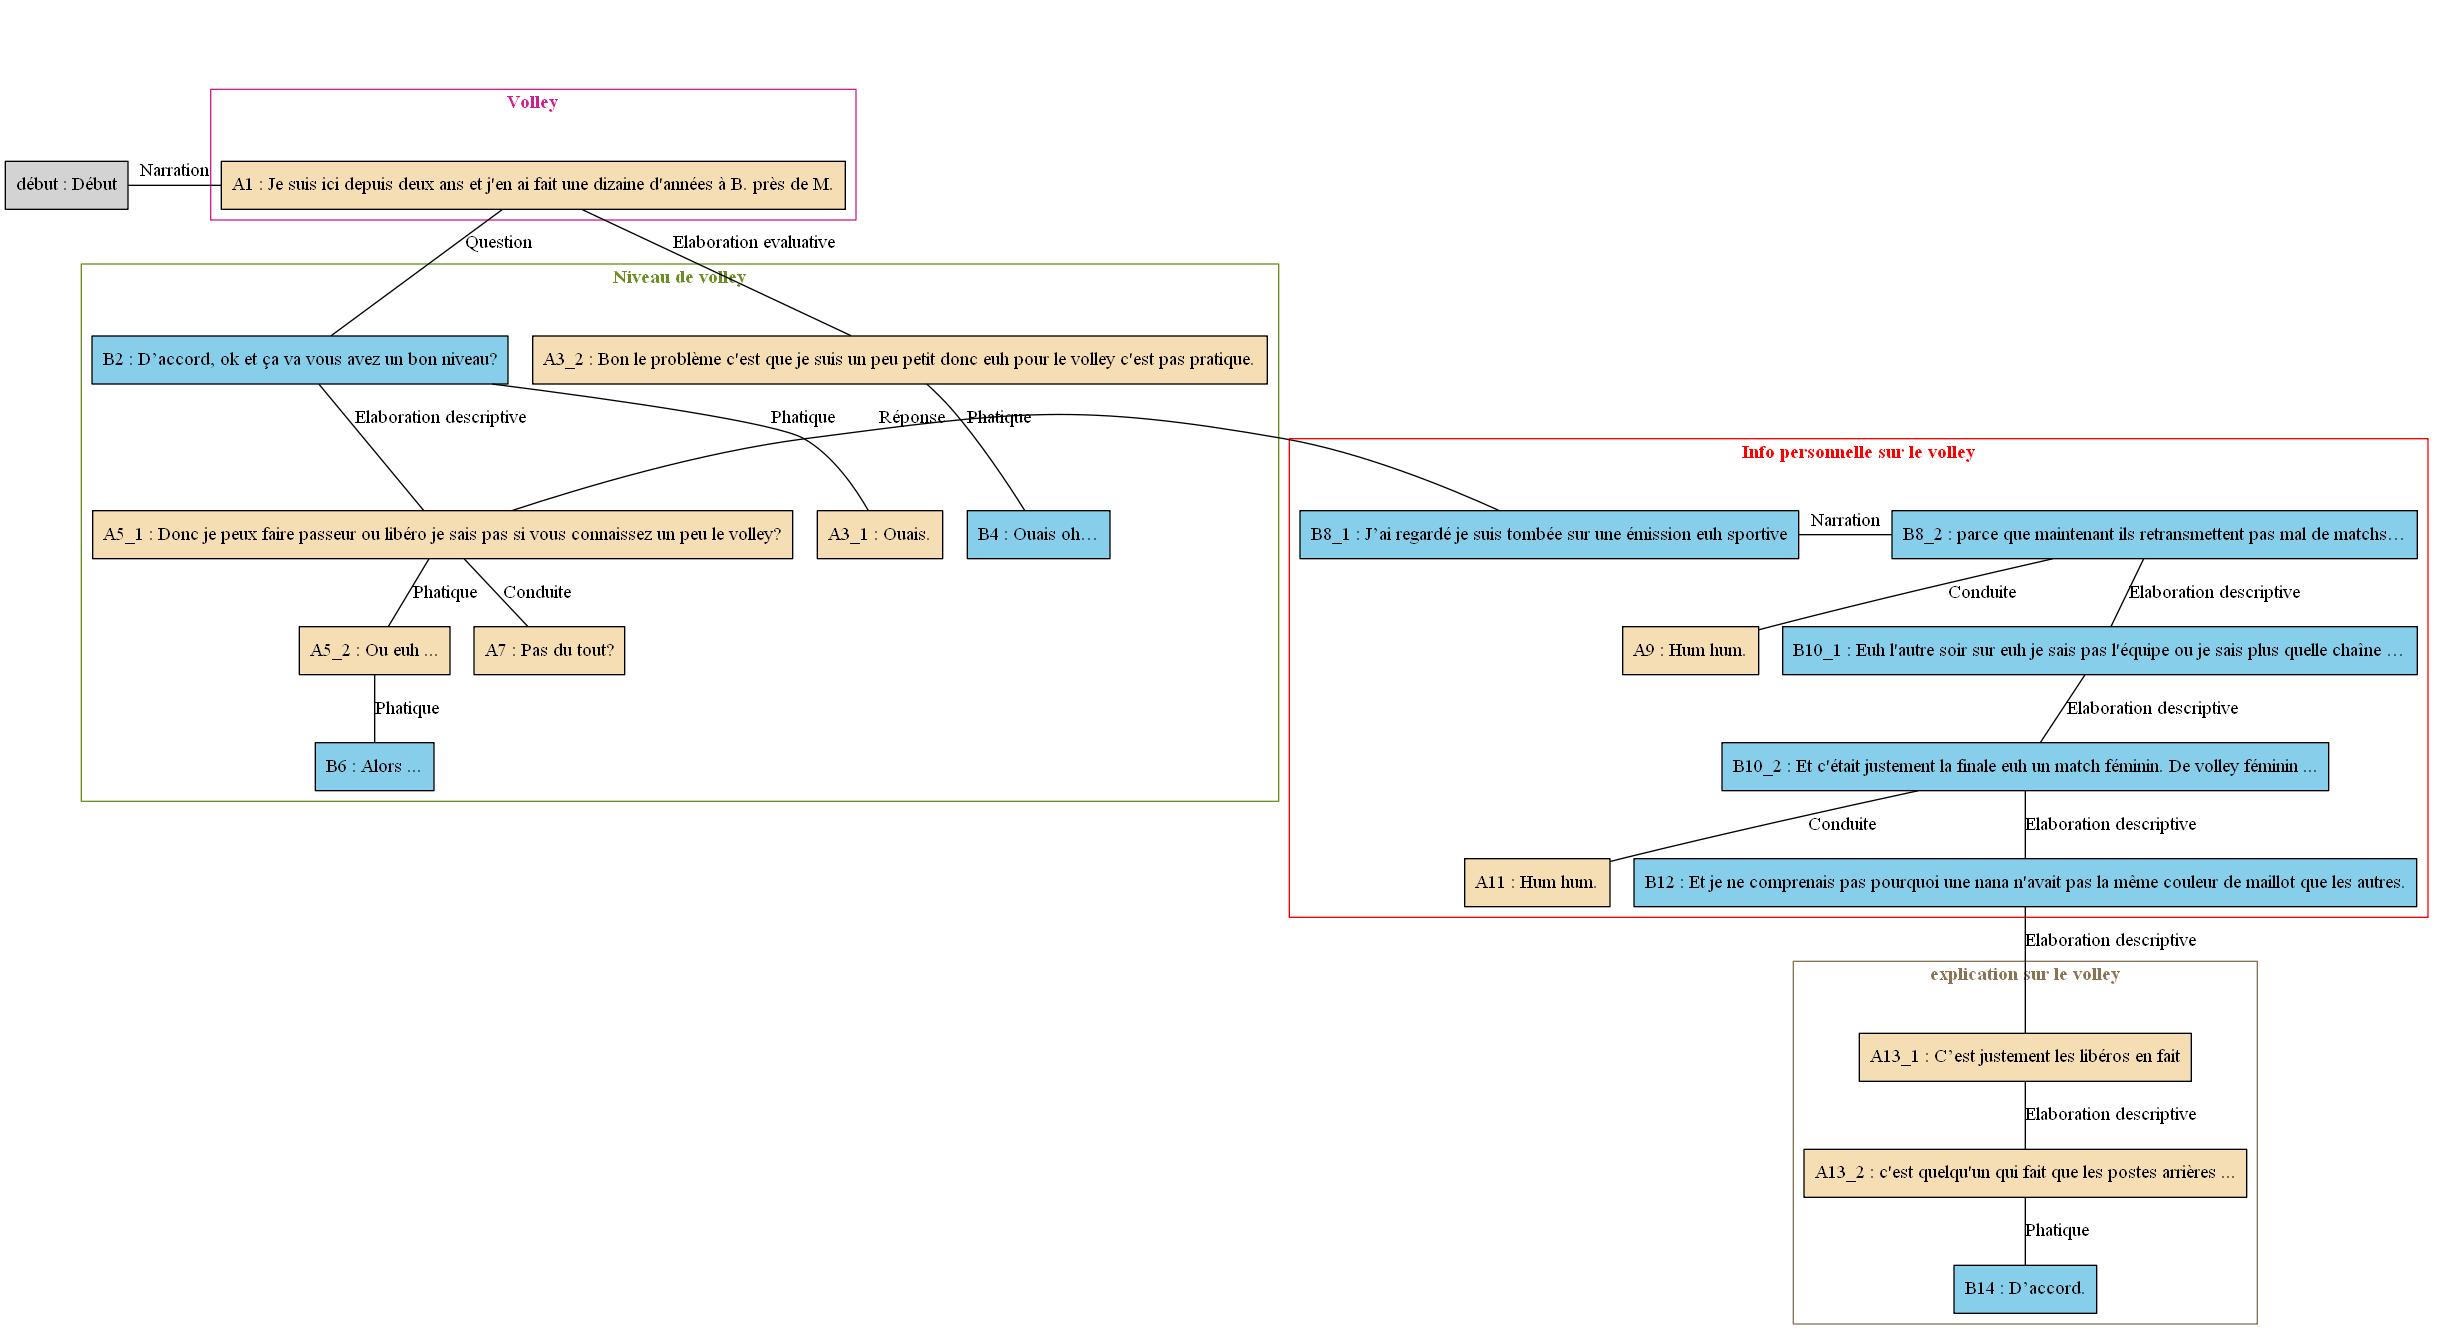 Volley
Narration
début : Début
A1 : Je suis ici depuis deux ans et j'en ai fait une dizaine d'années à B. près de M.
Question
Elaboration evaluative
Niveau de volley
B2 : D’accord, ok et ça va vous avez un bon niveau?
A3_2 : Bon le problème c'est que je suis un peu petit donc euh pour le volley c'est pas pratique.
Elaboration descriptive
Phatique
Réponse
Phatique
Info personnelle sur le volley
A5_1 : Donc je peux faire passeur ou libéro je sais pas si vous connaissez un peu le volley?
A3_1 : Ouais.
B4 : Ouais oh…
B8_1 : J’ai regardé je suis tombée sur une émission euh sportive
Narration
B8_2 : parce que maintenant ils retransmettent pas mal de matchs…
Phatique
Conduite
Conduite
Elaboration descriptive
A5_2 : Ou euh ...
A7 : Pas du tout?
A9 : Hum hum.
B10_1 : Euh l'autre soir sur euh je sais pas l'équipe ou je sais plus quelle chaîne …
Phatique
Elaboration descriptive
B6 : Alors ...
B10_2 : Et c'était justement la finale euh un match féminin. De volley féminin ...
Conduite
Elaboration descriptive
A11 : Hum hum.
B12 : Et je ne comprenais pas pourquoi une nana n'avait pas la même couleur de maillot que les autres.
Elaboration descriptive
explication sur le volley
A13_1 : C’est justement les libéros en fait
Elaboration descriptive
A13_2 : c'est quelqu'un qui fait que les postes arrières ...
Phatique
B14 : D’accord.